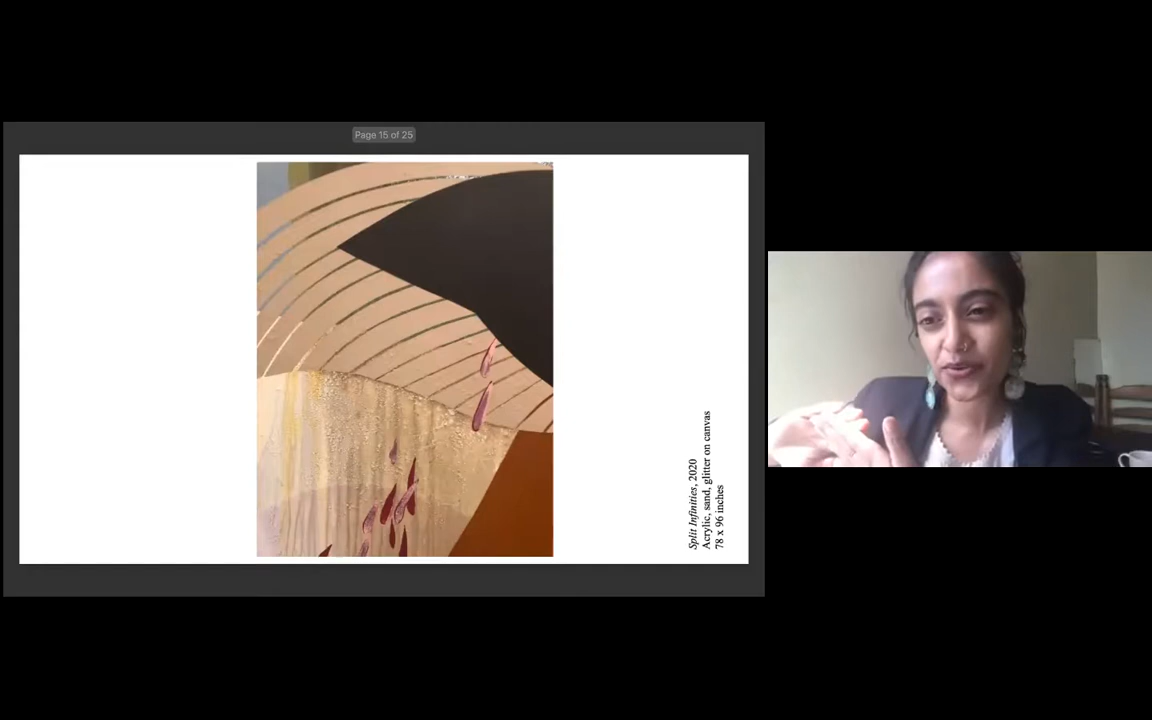 Page 15 of 25
Split Infinities, 2020
Acrylic, sand, glitter on canvas
78 x 96 inches